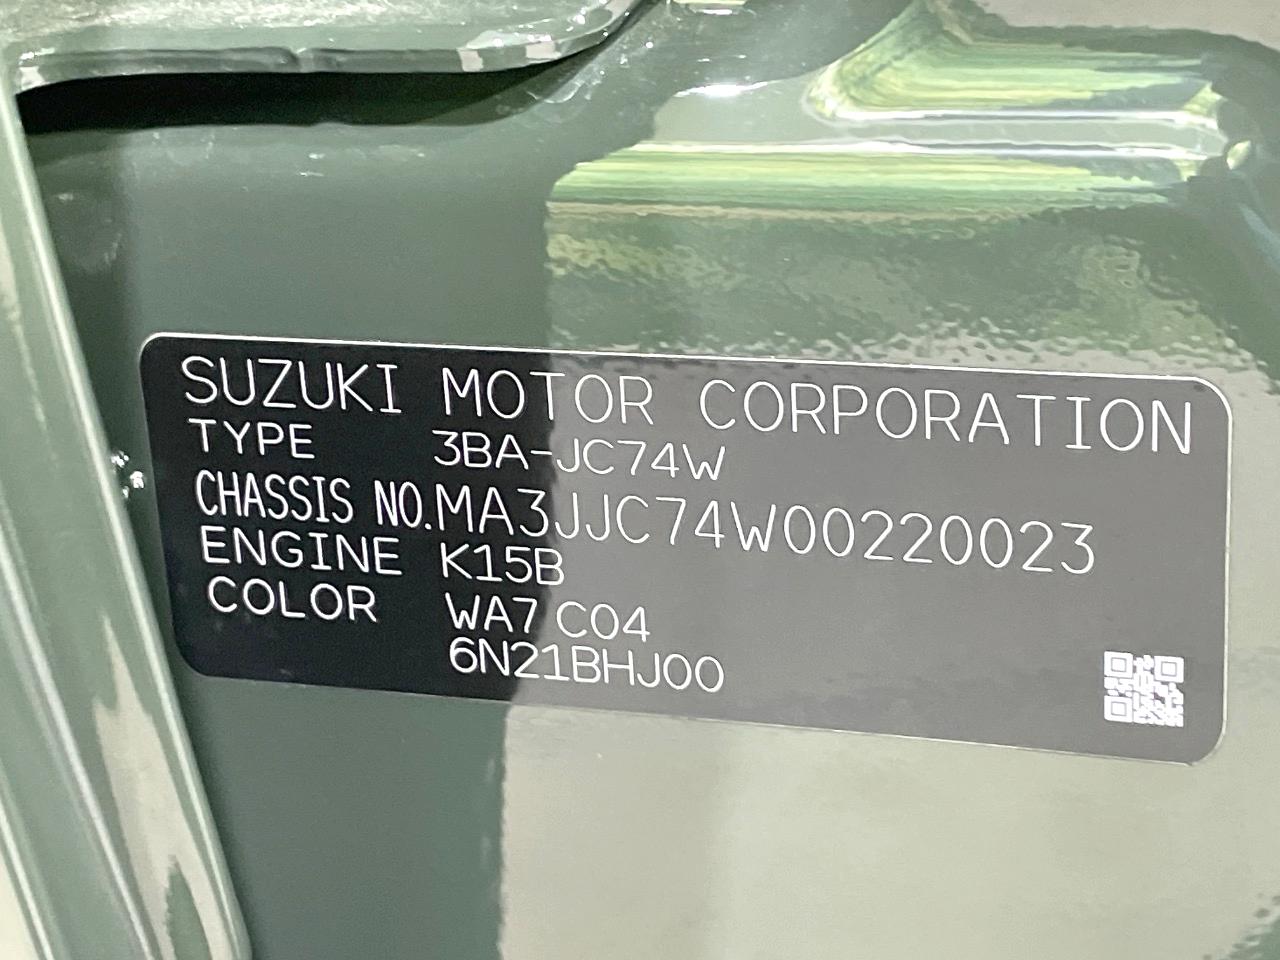 SUZUKI MOTOR CORPORATION
TYPE 3BA-JC74W
CHASSIS NO. MA3JJC74W00220023
ENGINE K15B
COLOR WA7 C04
6N21BHJ00